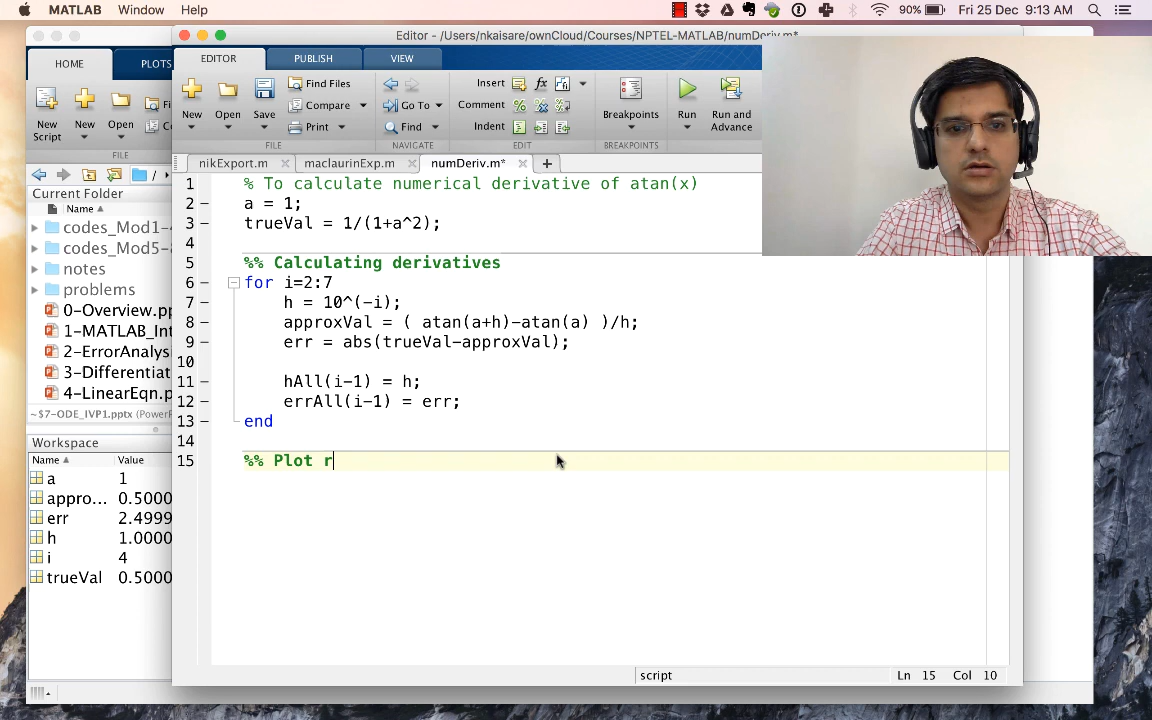 MATLAB Window Help
90% Fri 25 Dec 9:13 AM
Editor - /Users/nkaisare/ownCloud/Courses/NPTEL-MATLAB/numDeriv.m*
HOME PLOTS
EDITOR PUBLISH VIEW
New Script
New
Open
FILE
New
Open
Save
Find Files
Compare
Print
FILE
Go To
Find
NAVIGATE
Insert
Comment
Indent
EDIT
Breakpoints
BREAKPOINTS
Run
Run and Advance
nikExport.m maclaurinExp.m numDeriv.m*
Current Folder
Name
codes_Mod1-4
codes_Mod5-8
notes
problems
0-Overview.pp
1-MATLAB_Int
2-ErrorAnalys
3-Differentiat
4-LinearEqn.p
~$7-ODE_IVP1.pptx (Power
Workspace
Name Value
a 1
appro... 0.5000
err 2.4999
h 1.0000
i 4
trueVal 0.5000
1 % To calculate numerical derivative of atan(x)
2 a = 1;
3 trueVal = 1/(1+a^2);
4
5 %% Calculating derivatives
6 for i=2:7
7 h = 10^(-i);
8 approxVal = ( atan(a+h)-atan(a) )/h;
9 err = abs(trueVal-approxVal);
10
11 hAll(i-1) = h;
12 errAll(i-1) = err;
13 end
14
15 %% Plot r
script Ln 15 Col 10